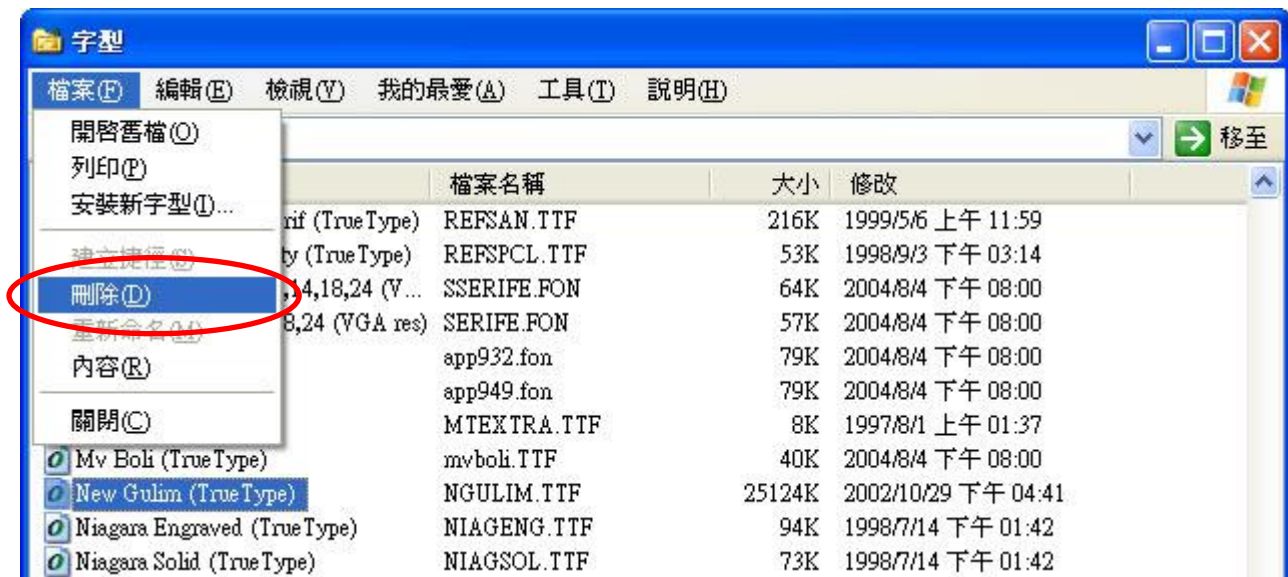 字型
檔案(F) 編輯(E) 檢視(V) 我的最愛(A) 工具(T) 說明(H)
開啓舊檔(O)
移至
列印(P)
安裝新字型(I)...
檔案名稱 大小 修改
rif (TrueType) REFSAN.TTF 216K 1999/5/6 上午 11:59
建立捷徑(S)
ty (TrueType) REFSPCL.TTF 53K 1998/9/3 下午 03:14
刪除(D)
,14,18,24 (V... SSERIFE.FON 64K 2004/8/4 下午 08:00
重新命名(M)
8,24 (VGA res) SERIFE.FON 57K 2004/8/4 下午 08:00
內容(R)
app932.fon 79K 2004/8/4 下午 08:00
app949.fon 79K 2004/8/4 下午 08:00
關閉(C)
MTEXTRA.TTF 8K 1997/8/1 上午 01:37
Mv Boli (TrueType) mvboli.TTF 40K 2004/8/4 下午 08:00
New Gulim (TrueType) NGULIM.TTF 25124K 2002/10/29 下午 04:41
Niagara Engraved (TrueType) NIAGENG.TTF 94K 1998/7/14 下午 01:42
Niagara Solid (TrueType) NIAGSOL.TTF 73K 1998/7/14 下午 01:42